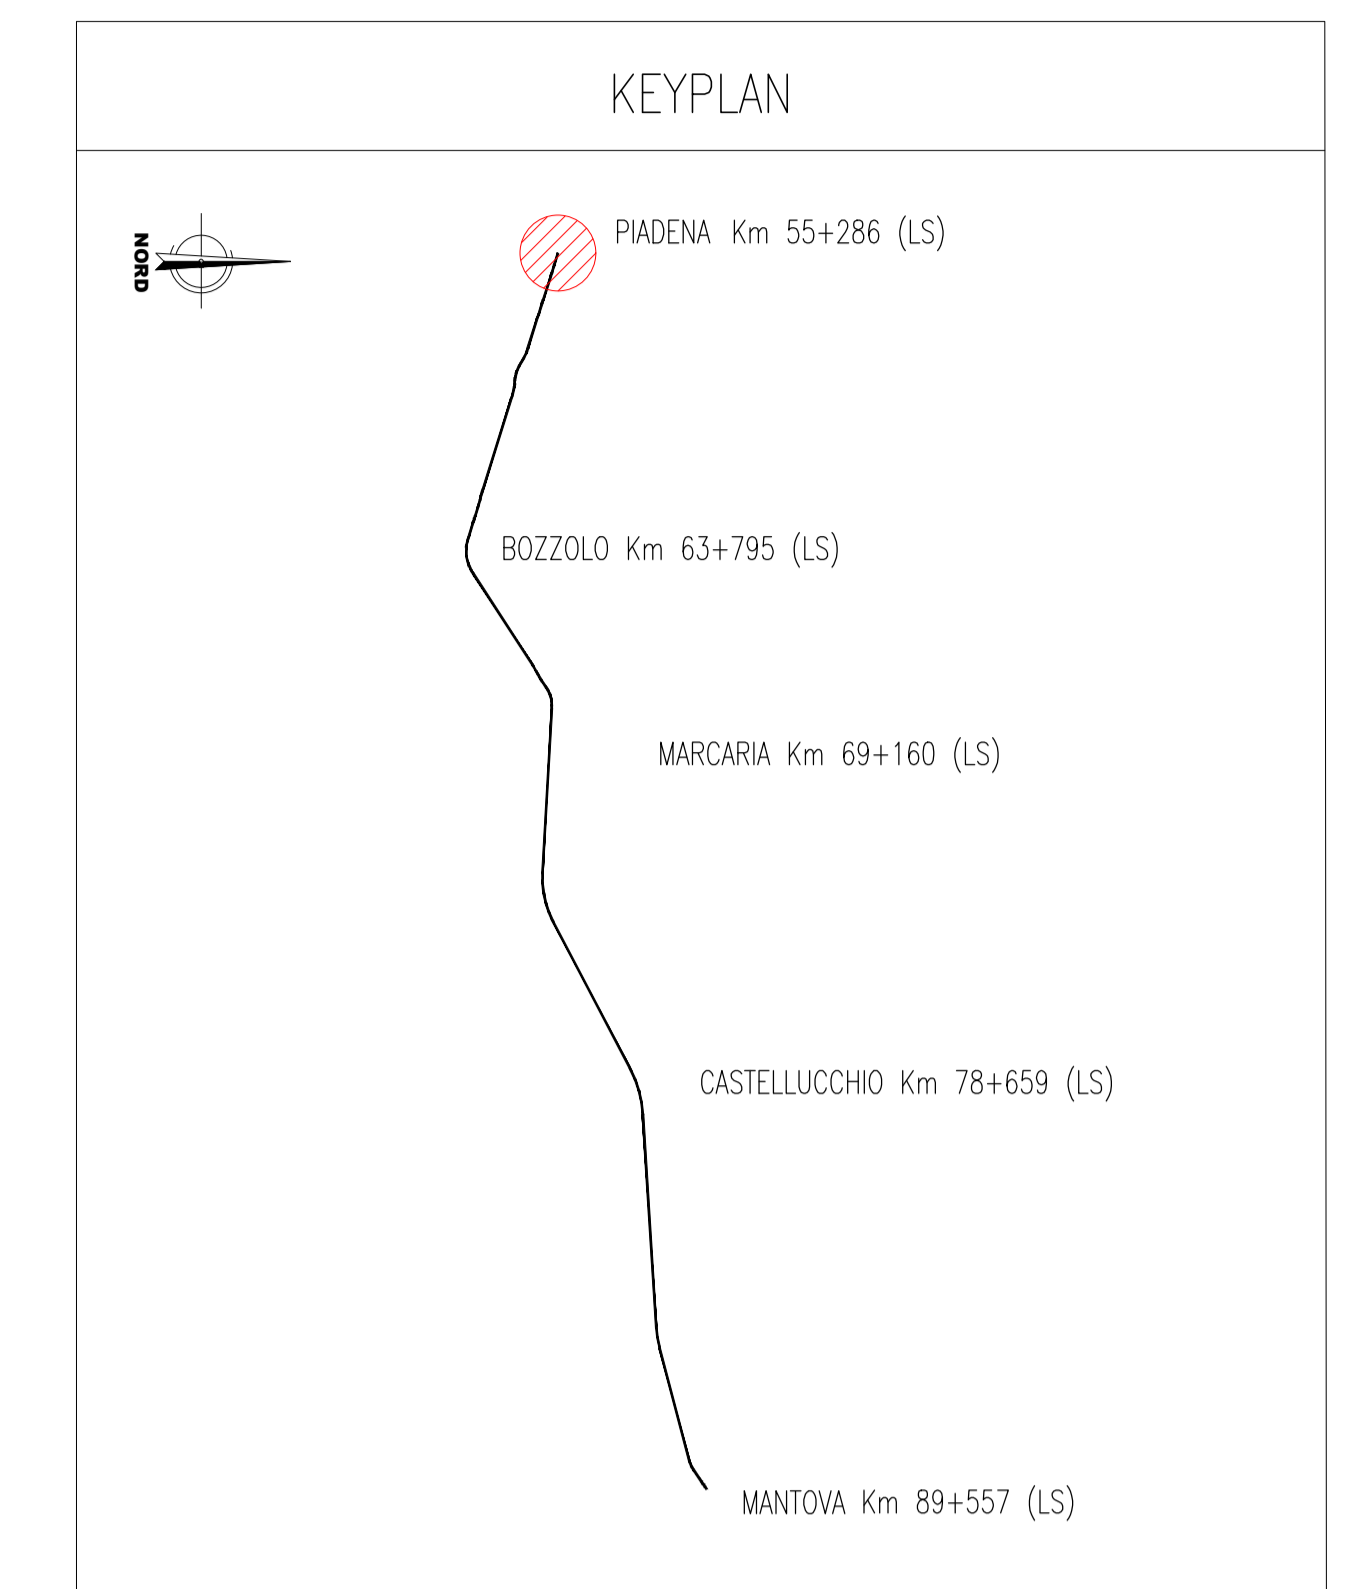 KEYPLAN
NORD
PIADENA Km 55+286 (LS)
BOZZOLO Km 63+795 (LS)
MARCARIA Km 69+160 (LS)
CASTELLUCCHIO Km 78+659 (LS)
MANTOVA Km 89+557 (LS)